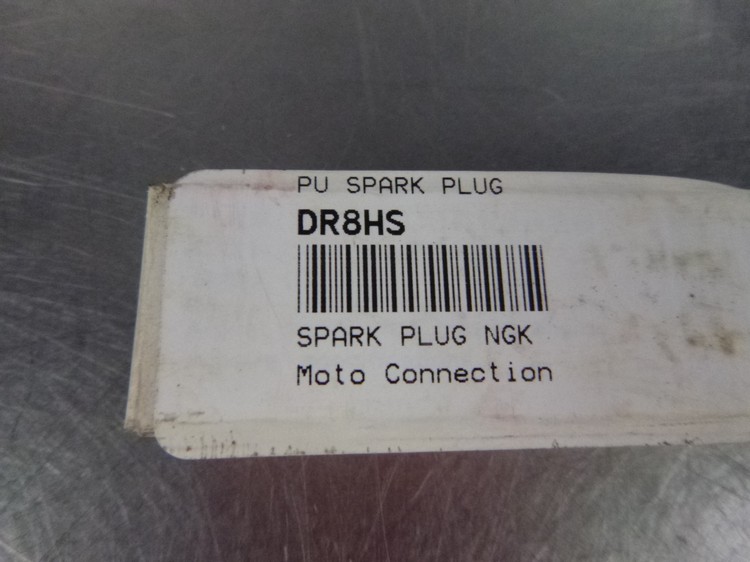 PU SPARK PLUG
DR8HS
SPARK PLUG NGK
Moto Connection